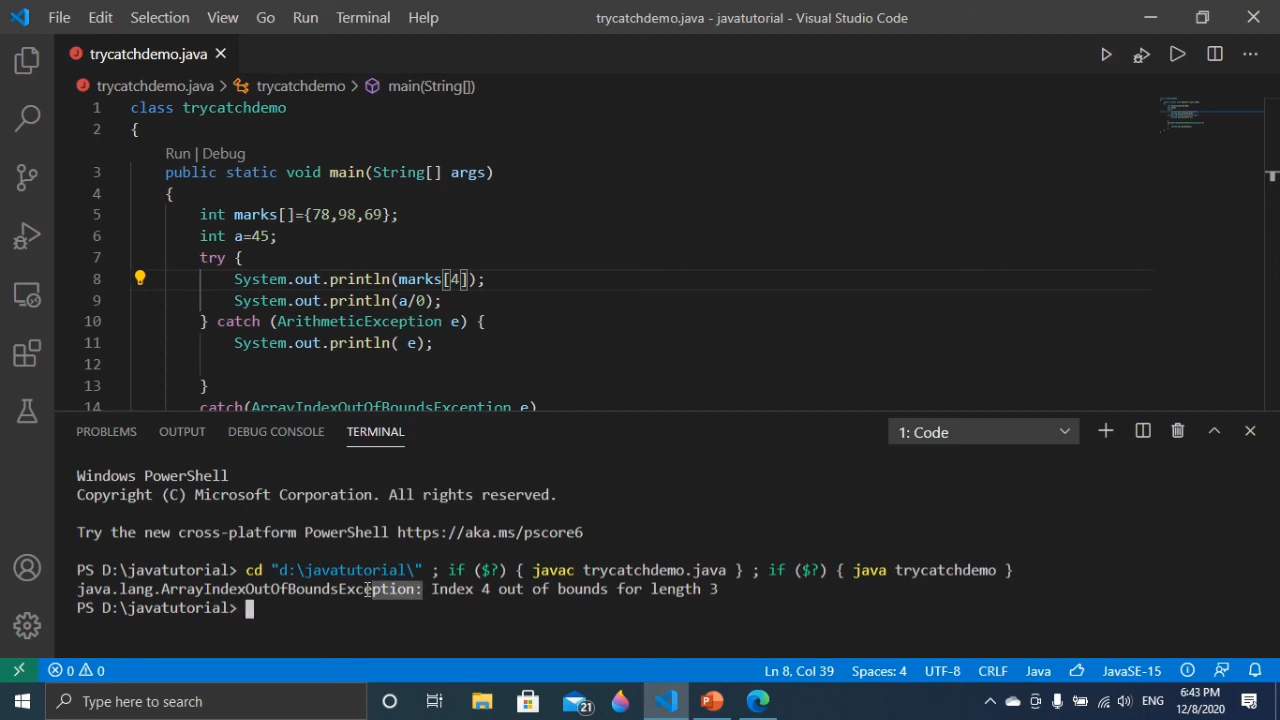 File Edit Selection View Go Run Terminal Help trycatchdemo.java - javatutorial - Visual Studio Code
trycatchdemo.java
trycatchdemo.java > trycatchdemo > main(String[])
1 class trycatchdemo
2 {
Run | Debug
3 public static void main(String[] args)
4 {
5 int marks[]={78,98,69};
6 int a=45;
7 try {
8 System.out.println(marks[4]);
9 System.out.println(a/0);
10 } catch (ArithmeticException e) {
11 System.out.println( e);
12
13 }
14 catch(ArrayIndexOutOfBoundsException e)
PROBLEMS OUTPUT DEBUG CONSOLE TERMINAL 1: Code
Windows PowerShell
Copyright (C) Microsoft Corporation. All rights reserved.
Try the new cross-platform PowerShell https://aka.ms/pscore6
PS D:\javatutorial> cd "d:\javatutorial\" ; if ($?) { javac trycatchdemo.java } ; if ($?) { java trycatchdemo }
java.lang.ArrayIndexOutOfBoundsException: Index 4 out of bounds for length 3
PS D:\javatutorial>
0 0 Ln 8, Col 39 Spaces: 4 UTF-8 CRLF Java JavaSE-15
Type here to search 21 ENG 6:43 PM
12/8/2020